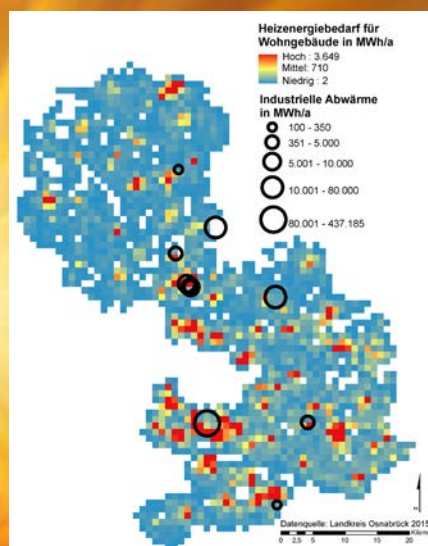 Heizenergiebedarf für
Wohngebäude in MWh/a
Hoch : 3.649
Mittel: 710
Niedrig : 2
Industrielle Abwärme
in MWh/a
100 - 350
351 - 5.000
5.001 - 10.000
10.001 - 80.000
80.001 - 437.185
Datenquelle: Landkreis Osnabrück 2015
0 2,5 5 10 15 20